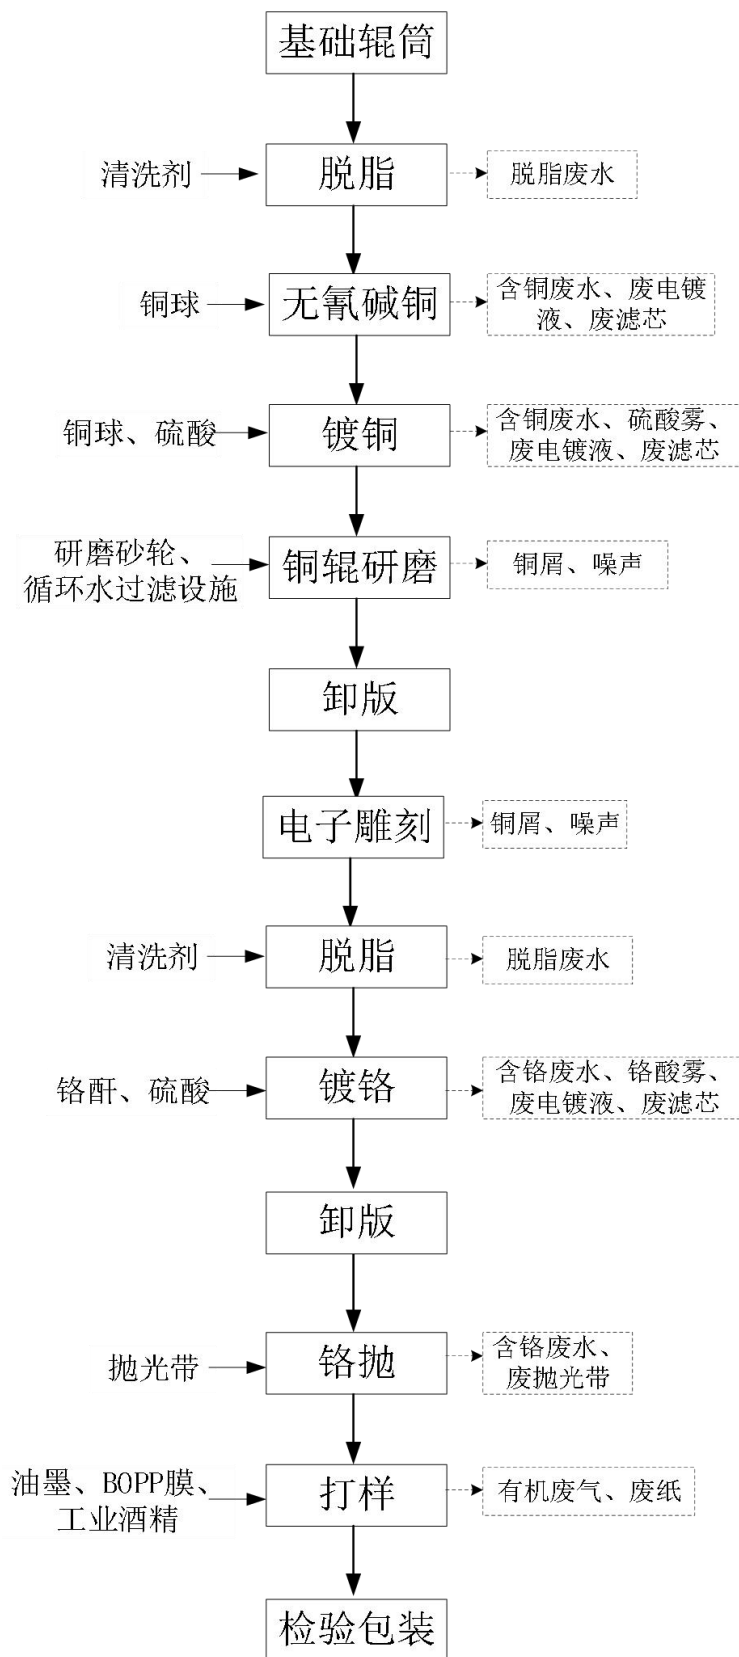 基础辊筒
清洗剂
脱脂
脱脂废水
铜球
无氰碱铜
含铜废水、废电镀
液、废滤芯
铜球、硫酸
镀铜
含铜废水、硫酸雾、
废电镀液、废滤芯
研磨砂轮、
循环水过滤设施
铜辊研磨
铜屑、噪声
卸版
电子雕刻
铜屑、噪声
清洗剂
脱脂
脱脂废水
铬酐、硫酸
镀铬
含铬废水、铬酸雾、
废电镀液、废滤芯
卸版
抛光带
铬抛
含铬废水、
废抛光带
油墨、BOPP膜、
工业酒精
打样
有机废气、废纸
检验包装